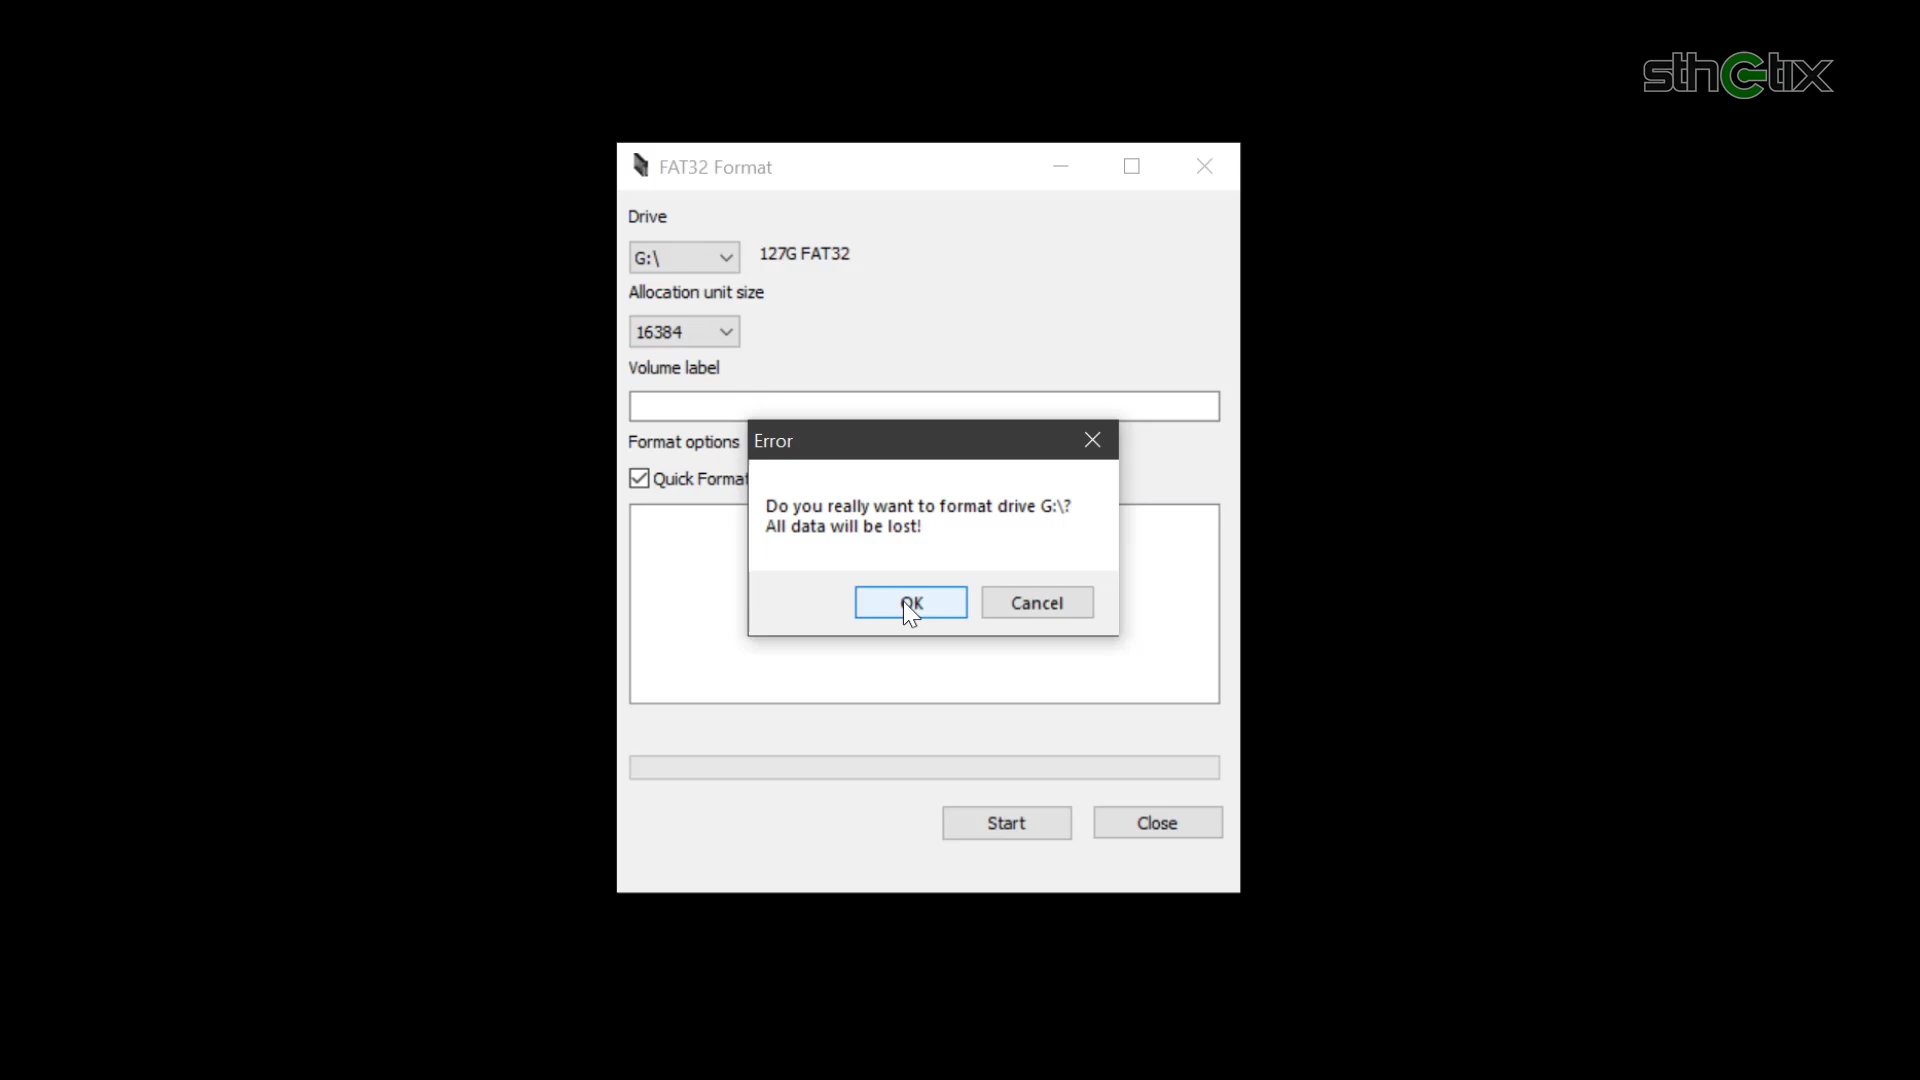 sthetix
FAT32 Format
Drive
G:\
127G FAT32
Allocation unit size
16384
Volume label
Format options
Error
Quick Format
Do you really want to format drive G:\?
All data will be lost!
OK
Cancel
Start
Close